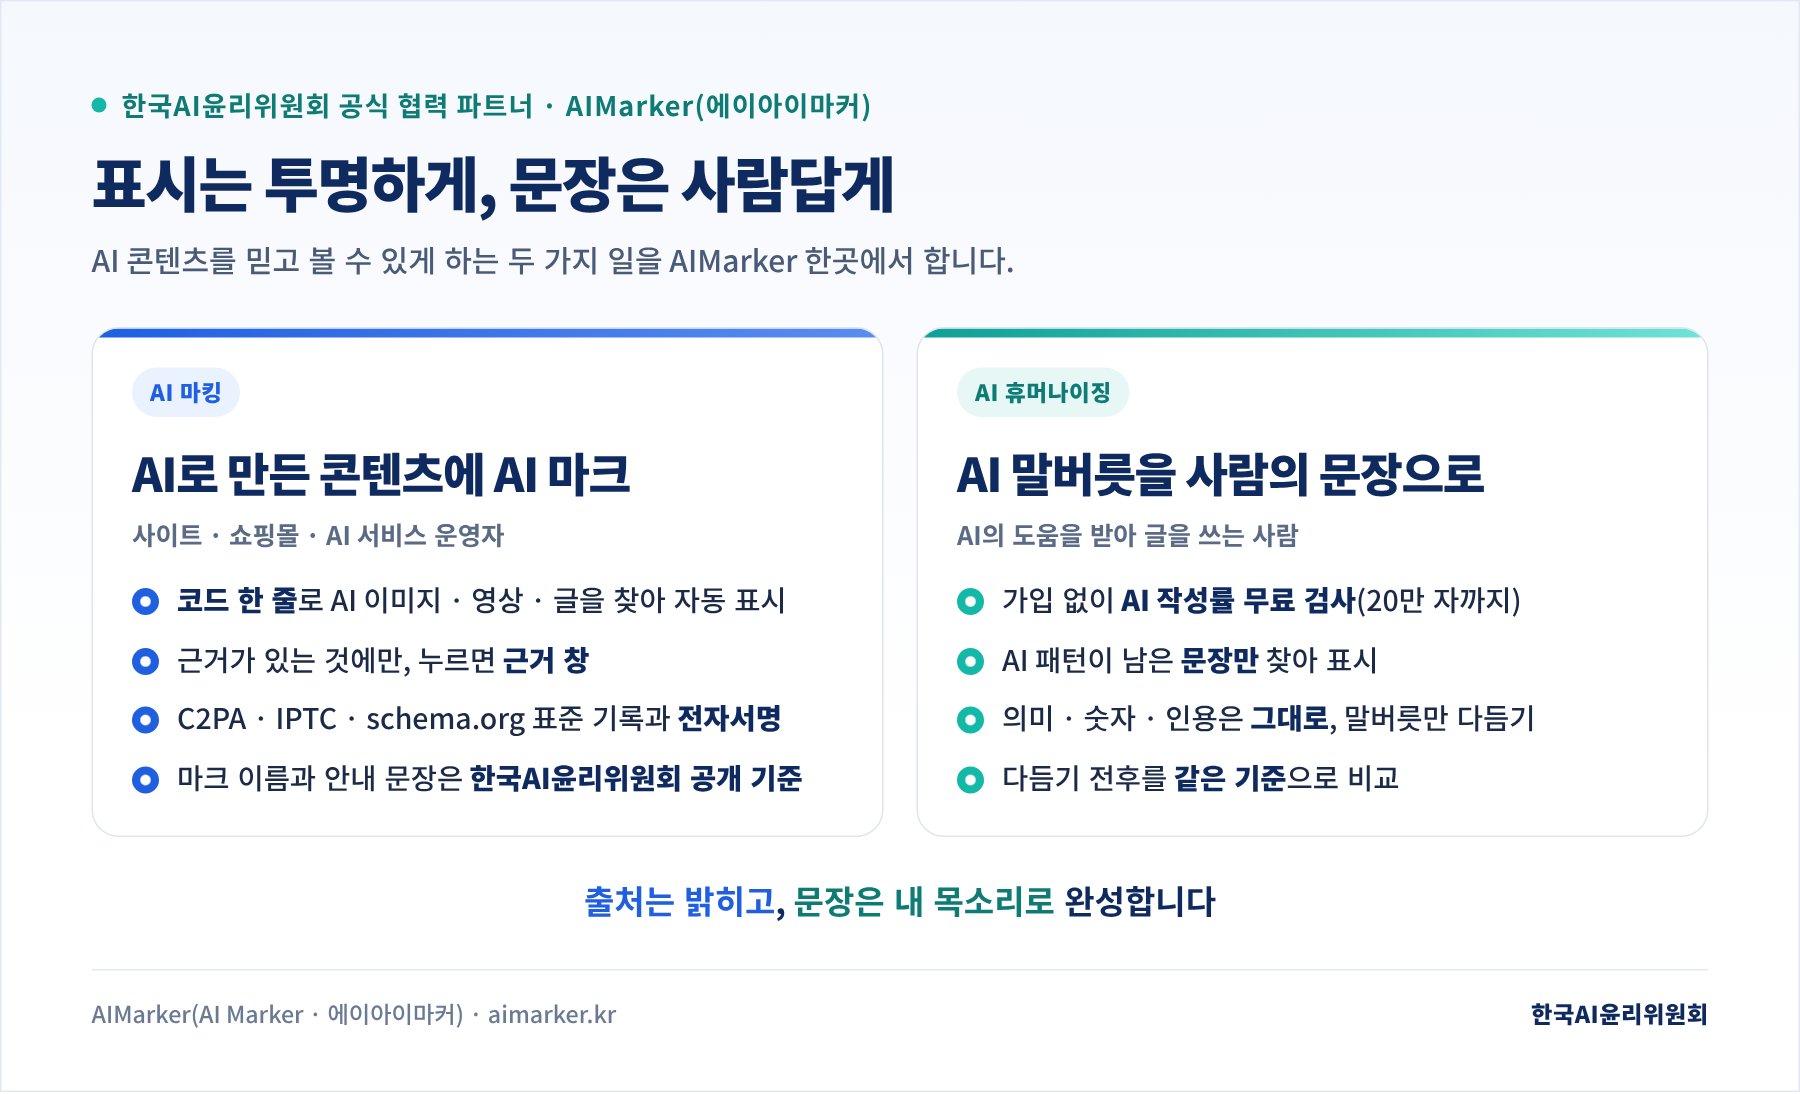 한국AI윤리위원회 공식 협력 파트너 · AIMarker(에이아이마커)
표시는 투명하게, 문장은 사람답게
AI 콘텐츠를 믿고 볼 수 있게 하는 두 가지 일을 AIMarker 한곳에서 합니다.
AI 마킹
AI로 만든 콘텐츠에 AI 마크
사이트 · 쇼핑몰 · AI 서비스 운영자
코드 한 줄로 AI 이미지 · 영상 · 글을 찾아 자동 표시
근거가 있는 것에만, 누르면 근거 창
C2PA · IPTC · schema.org 표준 기록과 전자서명
마크 이름과 안내 문장은 한국AI윤리위원회 공개 기준
AI 휴머나이징
AI 말버릇을 사람의 문장으로
AI의 도움을 받아 글을 쓰는 사람
가입 없이 AI 작성률 무료 검사(20만 자까지)
AI 패턴이 남은 문장만 찾아 표시
의미 · 숫자 · 인용은 그대로, 말버릇만 다듬기
다듬기 전후를 같은 기준으로 비교
출처는 밝히고, 문장은 내 목소리로 완성합니다
AIMarker(AI Marker · 에이아이마커) · aimarker.kr
한국AI윤리위원회